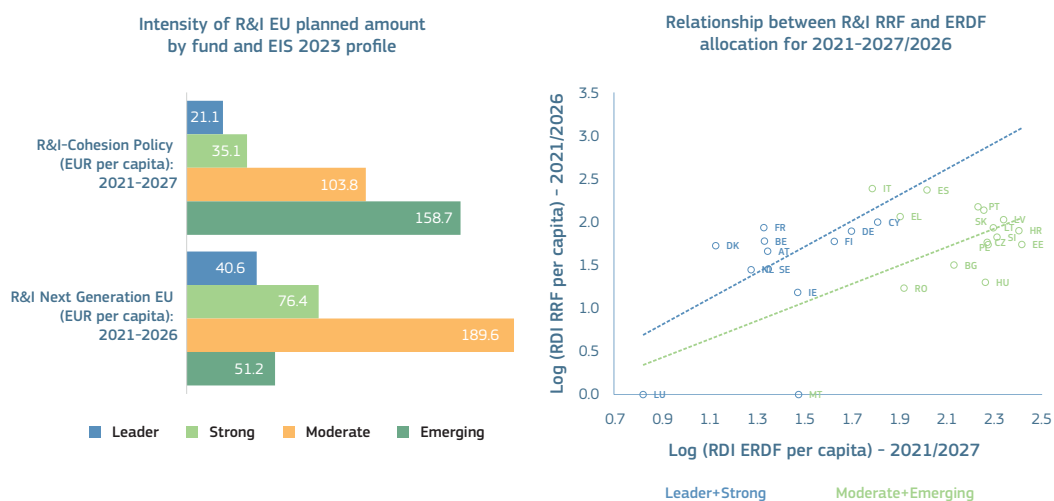 Intensity of R&I EU planned amount
by fund and EIS 2023 profile
R&I-Cohesion Policy
(EUR per capita):
2021-2027
21.1
35.1
103.8
158.7
R&I Next Generation EU
(EUR per capita):
2021-2026
40.6
76.4
189.6
51.2
Leader
Strong
Moderate
Emerging
Relationship between R&I RRF and ERDF
allocation for 2021-2027/2026
Log (RDI RRF per capita) - 2021/2026
3.5
3.0
2.5
2.0
1.5
1.0
0.5
0.0
IT
ES
PT
SK
LV
EL
CY
FR
DE
LT
HR
DK
BE
FI
SI
CZ
EE
PL
AT
NL
SE
BG
IE
RO
HU
LU
MT
0.7
0.9
1.1
1.3
1.5
1.7
1.9
2.1
2.3
2.5
Log (RDI ERDF per capita) - 2021/2027
Leader+Strong
Moderate+Emerging